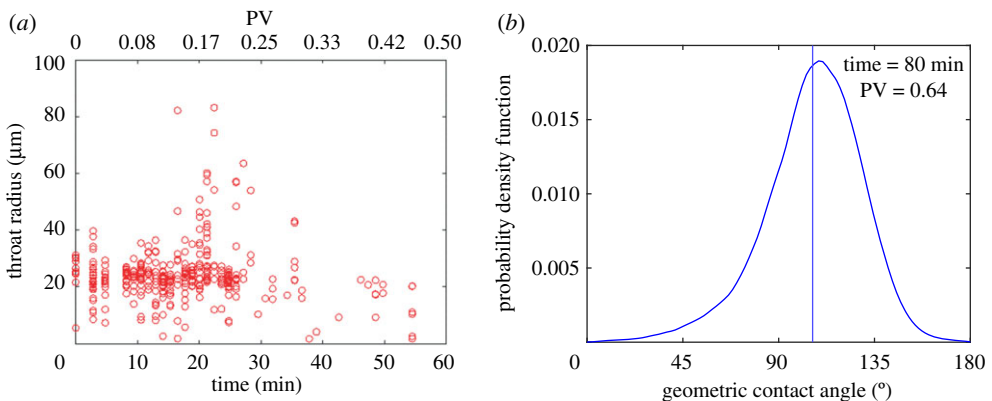 (a)
PV
0 0.08 0.17 0.25 0.33 0.42 0.50
100
80
60
40
20
0
throat radius (µm)
0 10 20 30 40 50 60
time (min)
(b)
0.020
0.015
0.010
0.005
probability density function
time = 80 min
PV = 0.64
0 45 90 135 180
geometric contact angle (º)